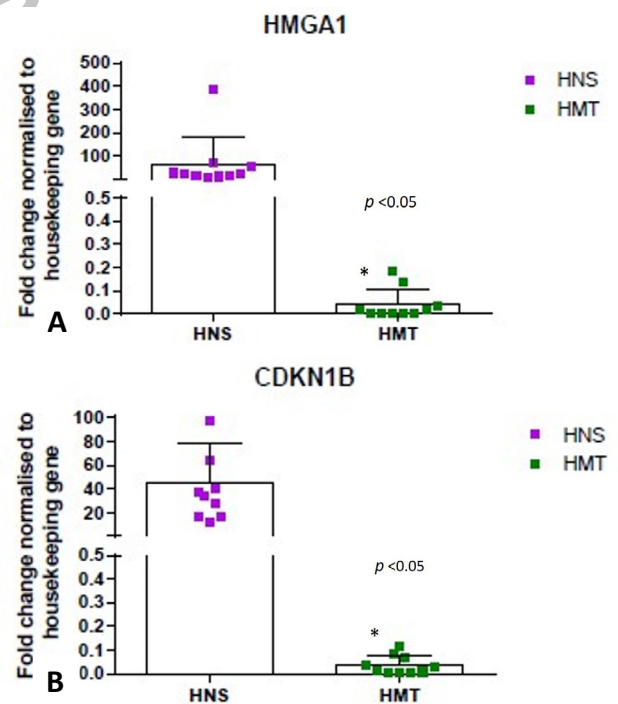 HMGA1
Fold change normalised to
housekeeping gene
500
400
300
200
100
0.5
0.4
0.3
0.2
0.1
0.0
HNS
HMT
p <0.05
*
A
HNS
HMT
CDKN1B
Fold change normalised to
housekeeping gene
100
80
60
40
20
0.5
0.4
0.3
0.2
0.1
0.0
HNS
HMT
p <0.05
*
B
HNS
HMT